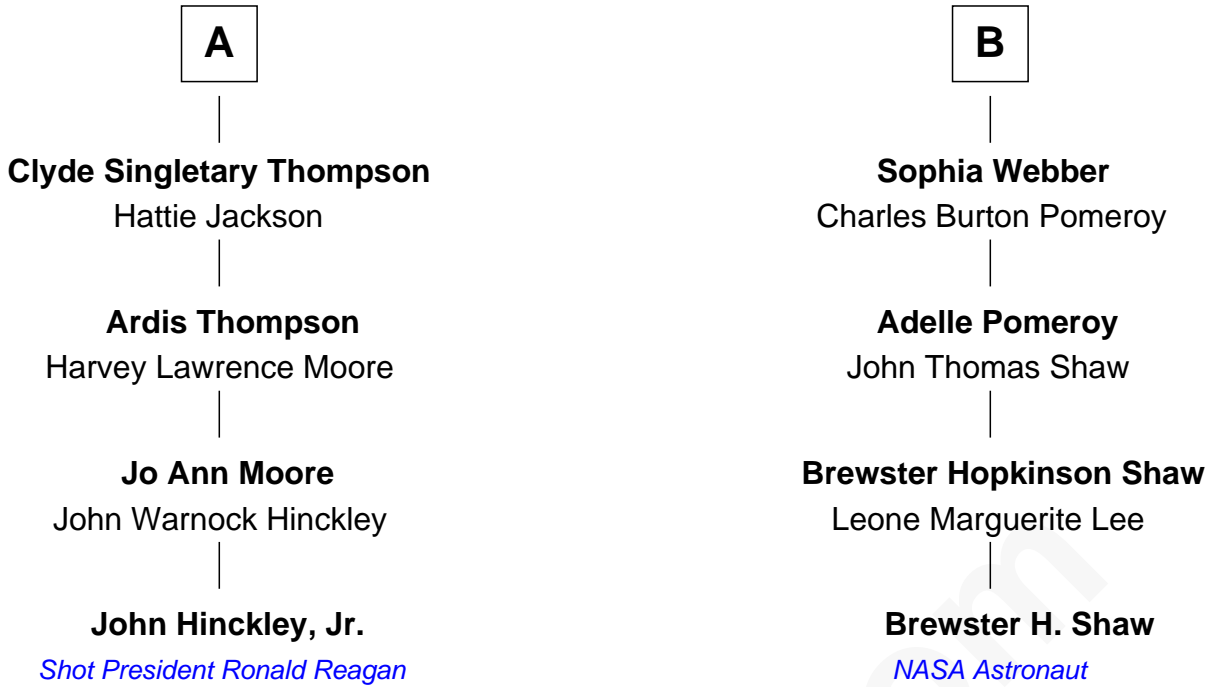 A
Clyde Singletary Thompson
Hattie Jackson
Ardis Thompson
Harvey Lawrence Moore
Jo Ann Moore
John Warnock Hinckley
John Hinckley, Jr.
Shot President Ronald Reagan
B
Sophia Webber
Charles Burton Pomeroy
Adelle Pomeroy
John Thomas Shaw
Brewster Hopkinson Shaw
Leone Marguerite Lee
Brewster H. Shaw
NASA Astronaut